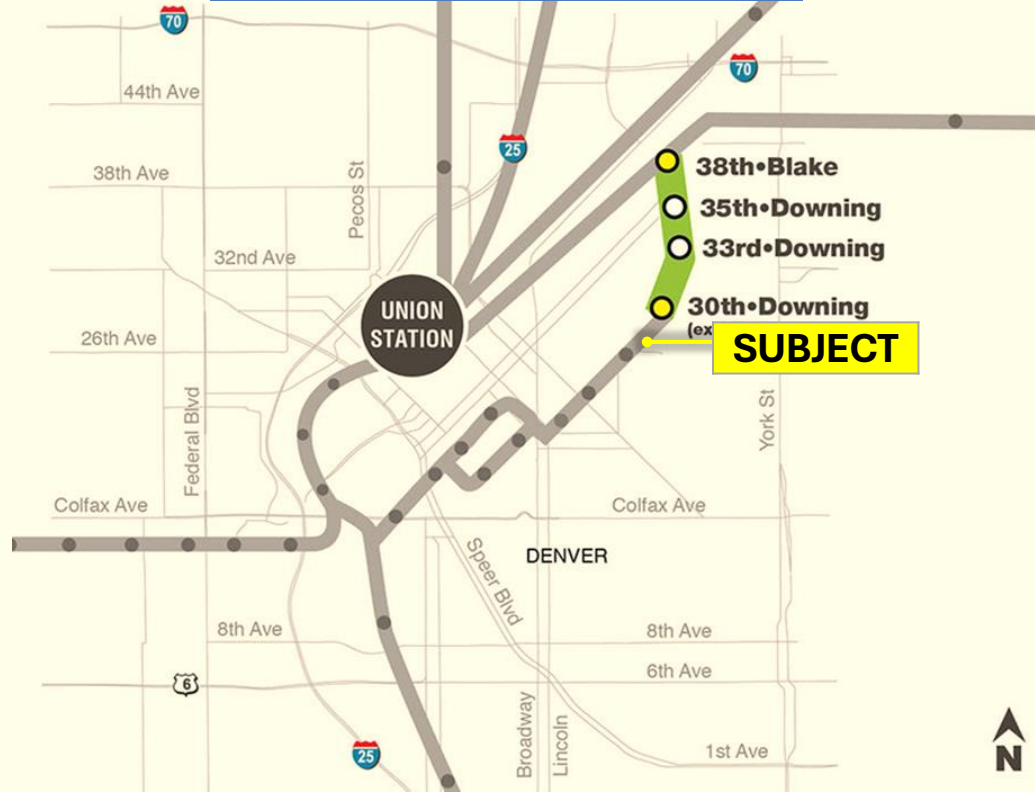 70
44th Ave
70
25
38th Ave
Pecos St
38th•Blake
35th•Downing
33rd•Downing
32nd Ave
UNION
STATION
30th•Downing
(ex
SUBJECT
26th Ave
Federal Blvd
York St
Colfax Ave
Colfax Ave
Speer Blvd
DENVER
8th Ave
8th Ave
6th Ave
6
Broadway
Lincoln
1st Ave
25
N